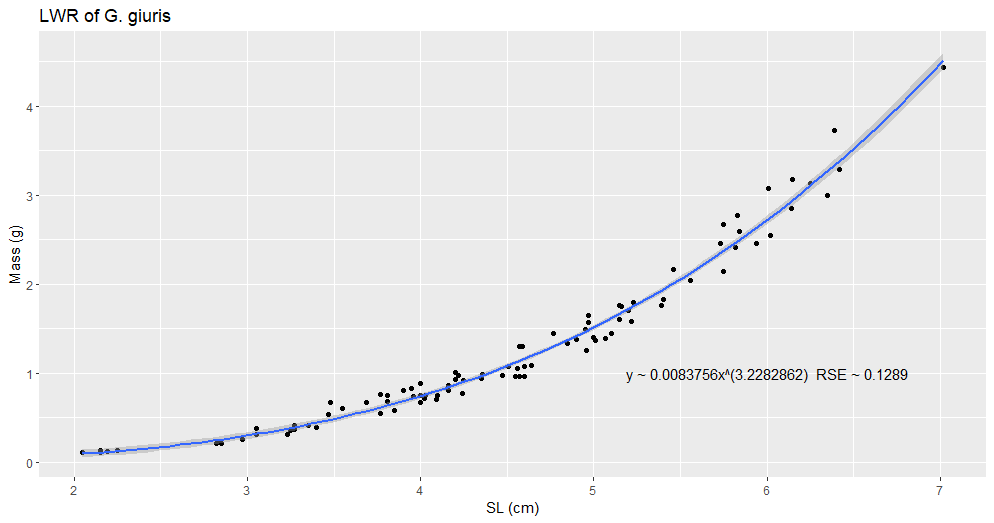 LWR of G. giuris
Mass (g)
4
3
2
1
0
y ~ 0.0083756x^(3.2282862) RSE ~ 0.1289
2 3 4 5 6 7
SL (cm)